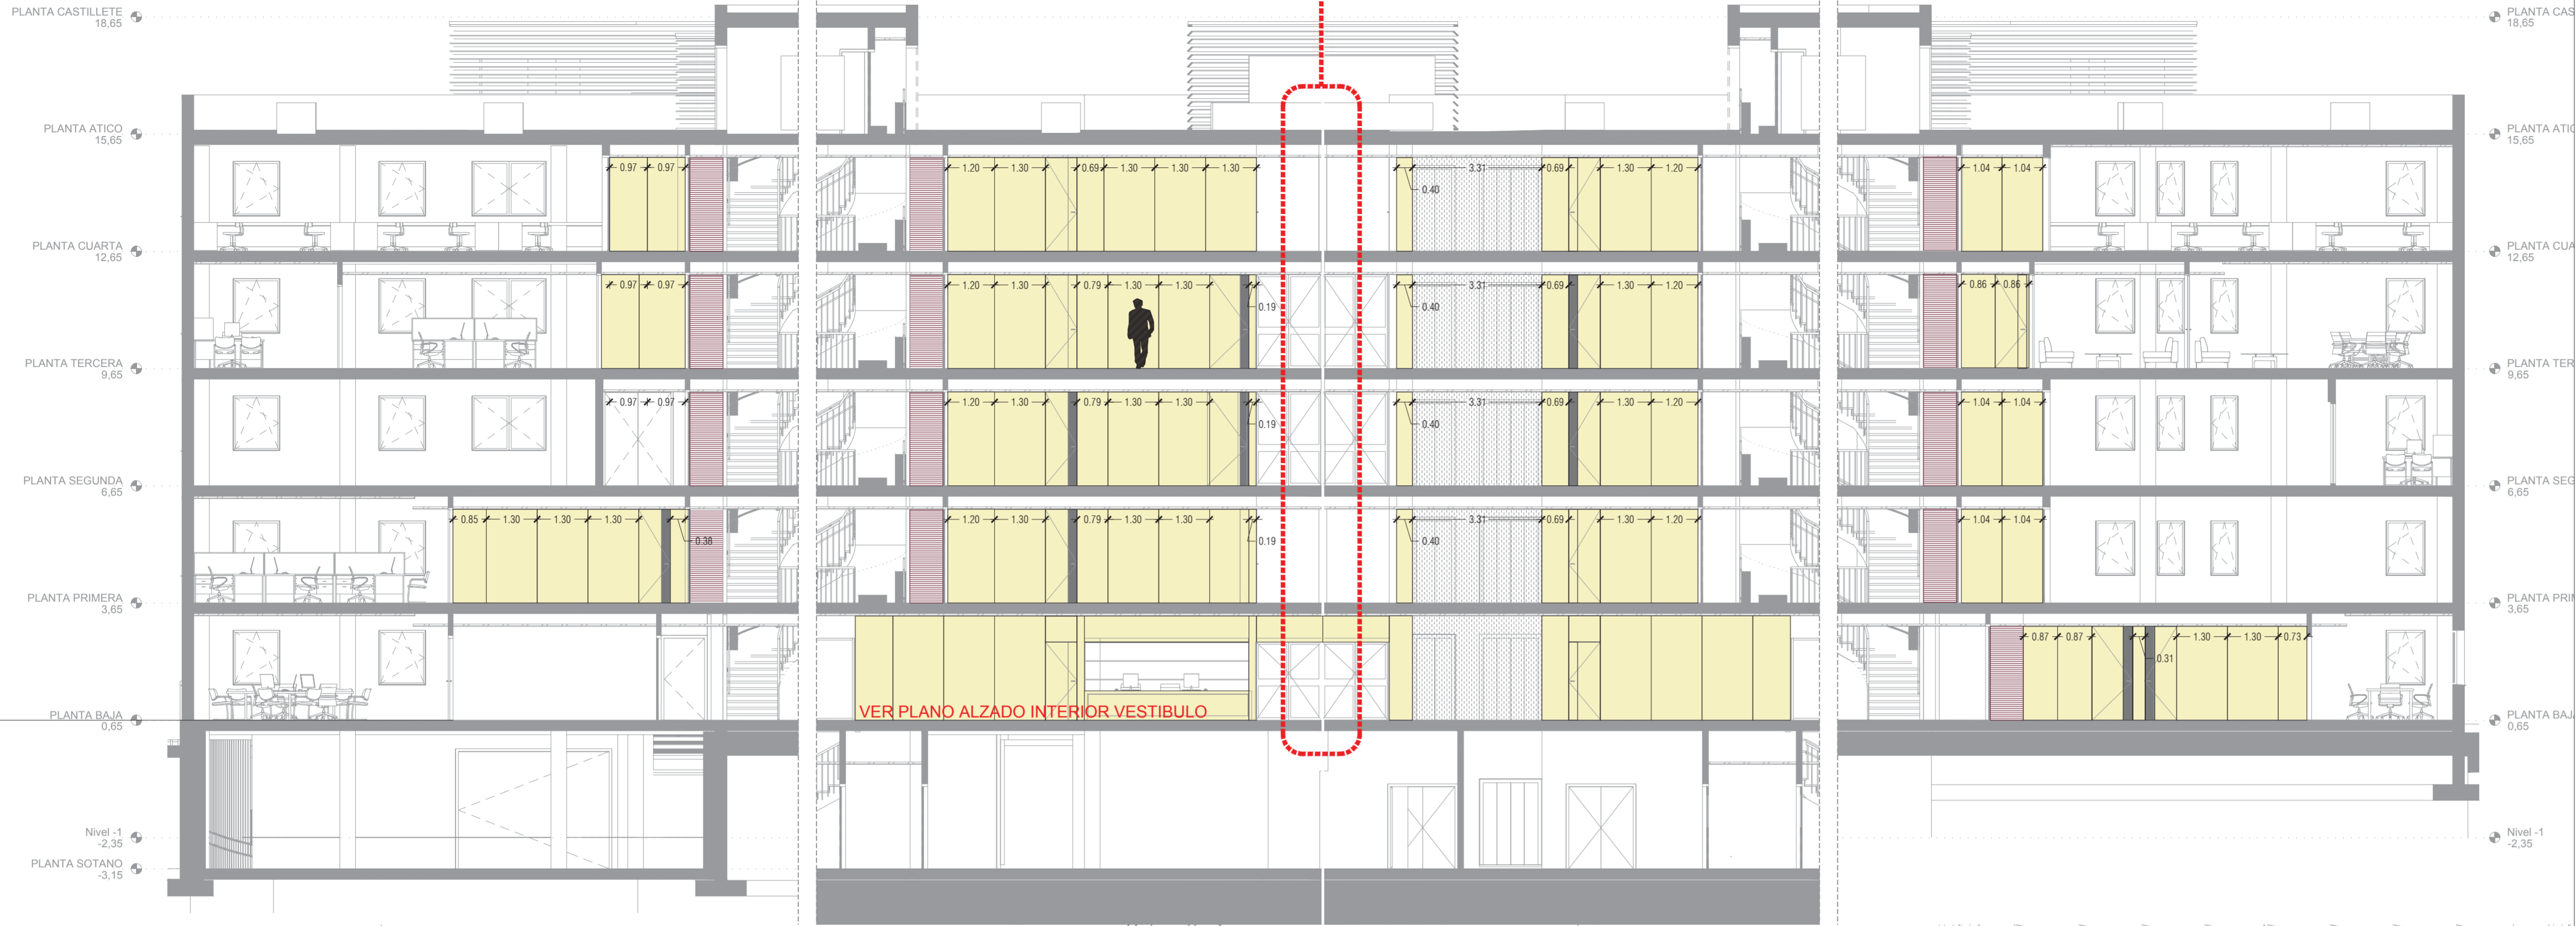 PLANTA CASTILLETE
18,65
PLANTA CAS
18,65
PLANTA ATICO
15,65
PLANTA ATIC
15,65
0.97 0.97 1.20 1.30 0.69 1.30 1.30 1.30 3.31 0.69 1.30 1.20 1.04 1.04
0.40
PLANTA CUARTA
12,65
PLANTA CUA
12,65
0.97 0.97 1.20 1.30 0.79 1.30 1.30 3.31 0.69 1.30 1.20 0.86 0.86
0.19 0.40
PLANTA TERCERA
9,65
PLANTA TER
9,65
0.97 0.97 1.20 1.30 0.79 1.30 1.30 3.31 0.69 1.30 1.20 1.04 1.04
0.19 0.40
PLANTA SEGUNDA
6,65
PLANTA SEG
6,65
0.85 1.30 1.30 1.30 1.20 1.30 0.79 1.30 1.30 3.31 0.69 1.30 1.20 1.04 1.04
0.38 0.19 0.40
PLANTA PRIMERA
3,65
PLANTA PRI
3,65
0.87 0.87 1.30 1.30 0.73
0.31
VER PLANO ALZADO INTERIOR VESTIBULO
PLANTA BAJA
0,65
PLANTA BAJ
0,65
Nivel -1
-2,35
Nivel -1
-2,35
PLANTA SOTANO
-3,15